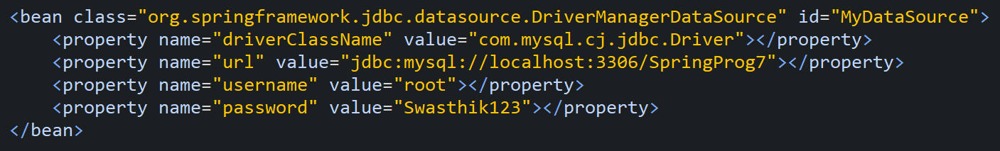 <bean class="org.springframework.jdbc.datasource.DriverManagerDataSource" id="MyDataSource">
    <property name="driverClassName" value="com.mysql.cj.jdbc.Driver"></property>
    <property name="url" value="jdbc:mysql://localhost:3306/SpringProg7"></property>
    <property name="username" value="root"></property>
    <property name="password" value="Swasthik123"></property>
</bean>